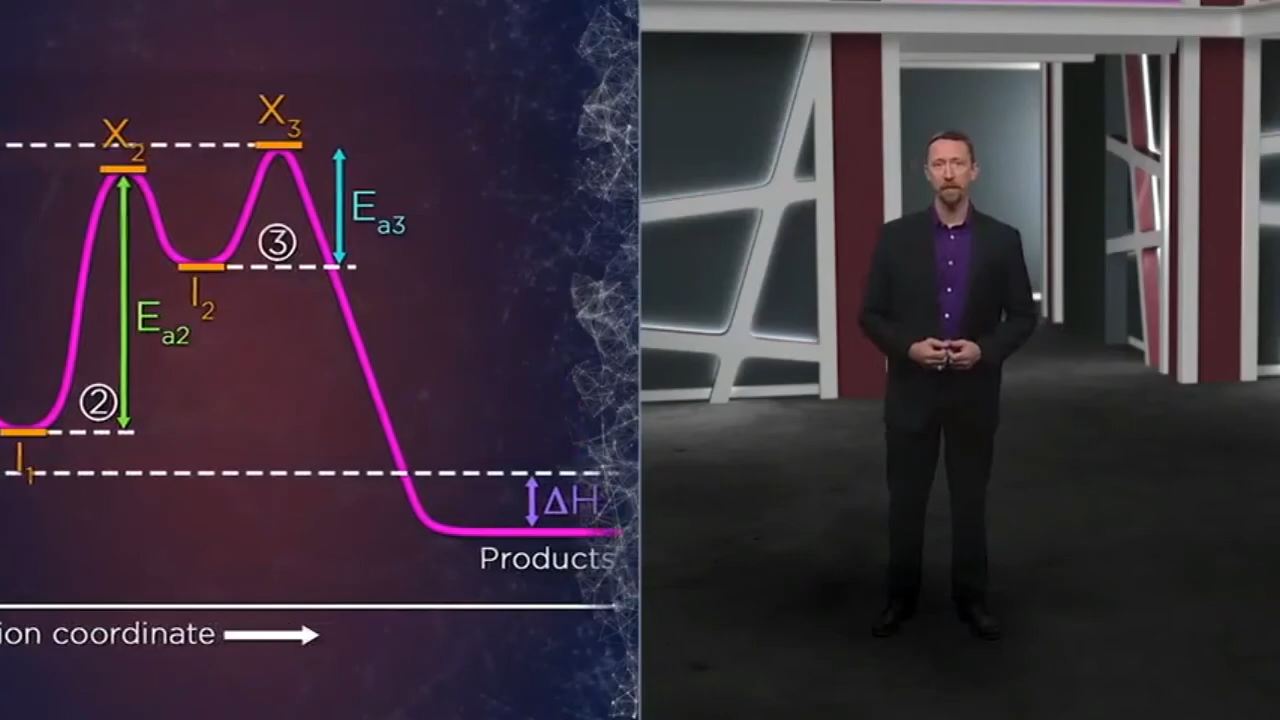 X₃
X₂
Eₐ₃
③
I₂
Eₐ₂
②
I₁
ΔH
Products
ion coordinate